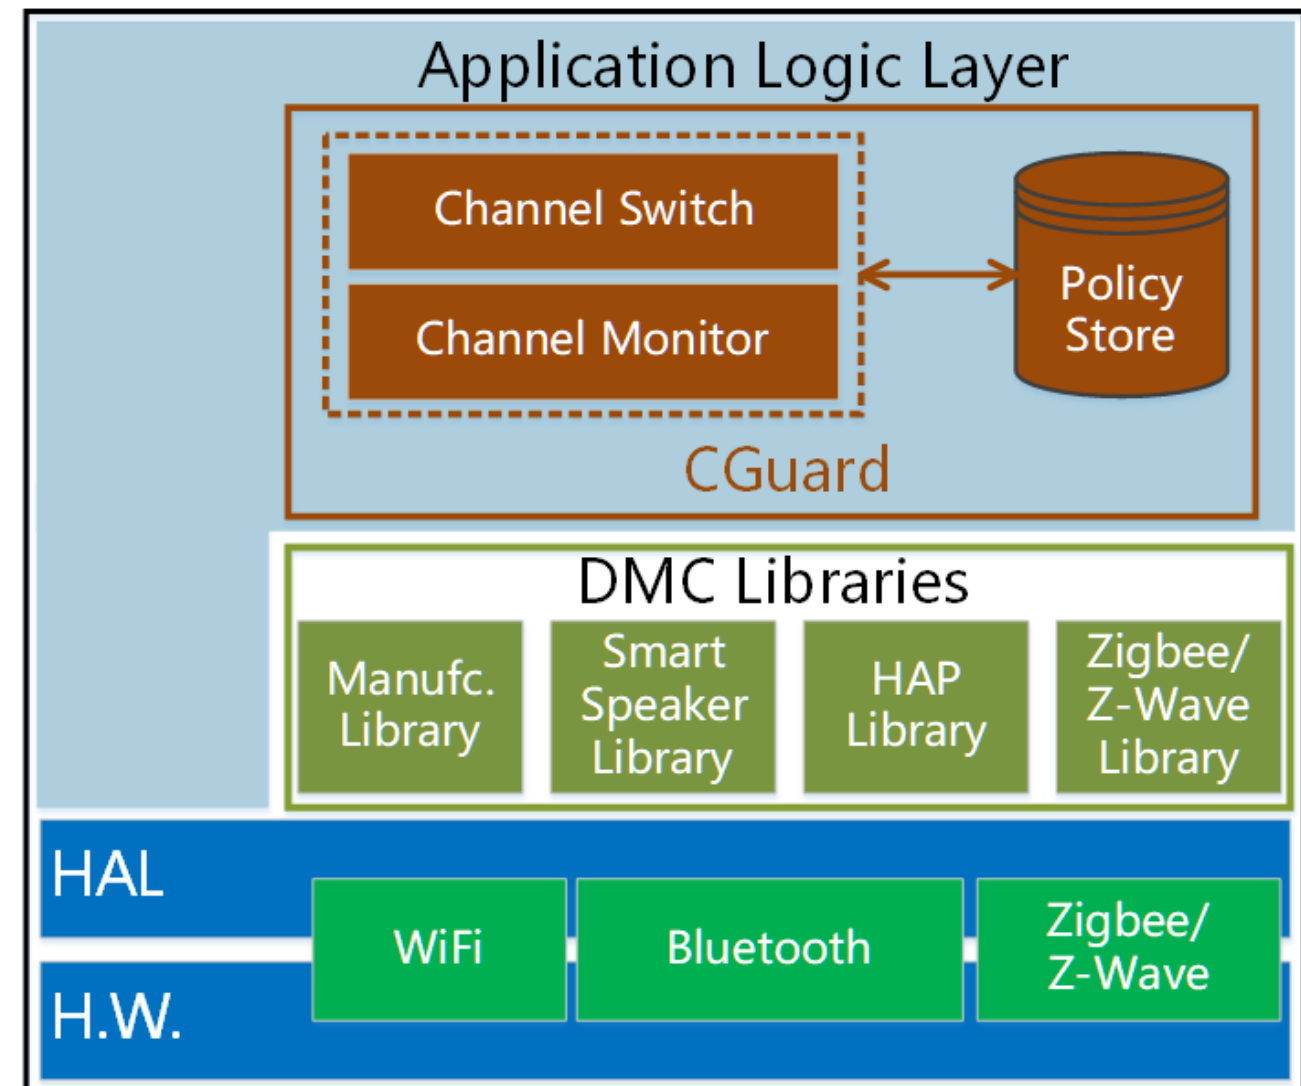 Application Logic Layer
Channel Switch
Channel Monitor
Policy
Store
CGuard
DMC Libraries
Manufc.
Library
Smart
Speaker
Library
HAP
Library
Zigbee/
Z-Wave
Library
HAL
WiFi
Bluetooth
Zigbee/
Z-Wave
H.W.